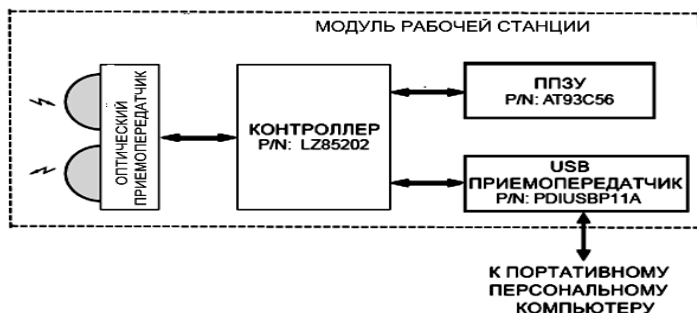 МОДУЛЬ РАБОЧЕЙ СТАНЦИИ
ОПТИЧЕСКИЙ
ПРИЕМОПЕРЕДАТЧИК
КОНТРОЛЛЕР
P/N: LZ85202
ППЗУ
P/N: AT93C56
USB
ПРИЕМОПЕРЕДАТЧИК
P/N: PDIUSBP11A
К ПОРТАТИВНОМУ
ПЕРСОНАЛЬНОМУ
КОМПЬЮТЕРУ